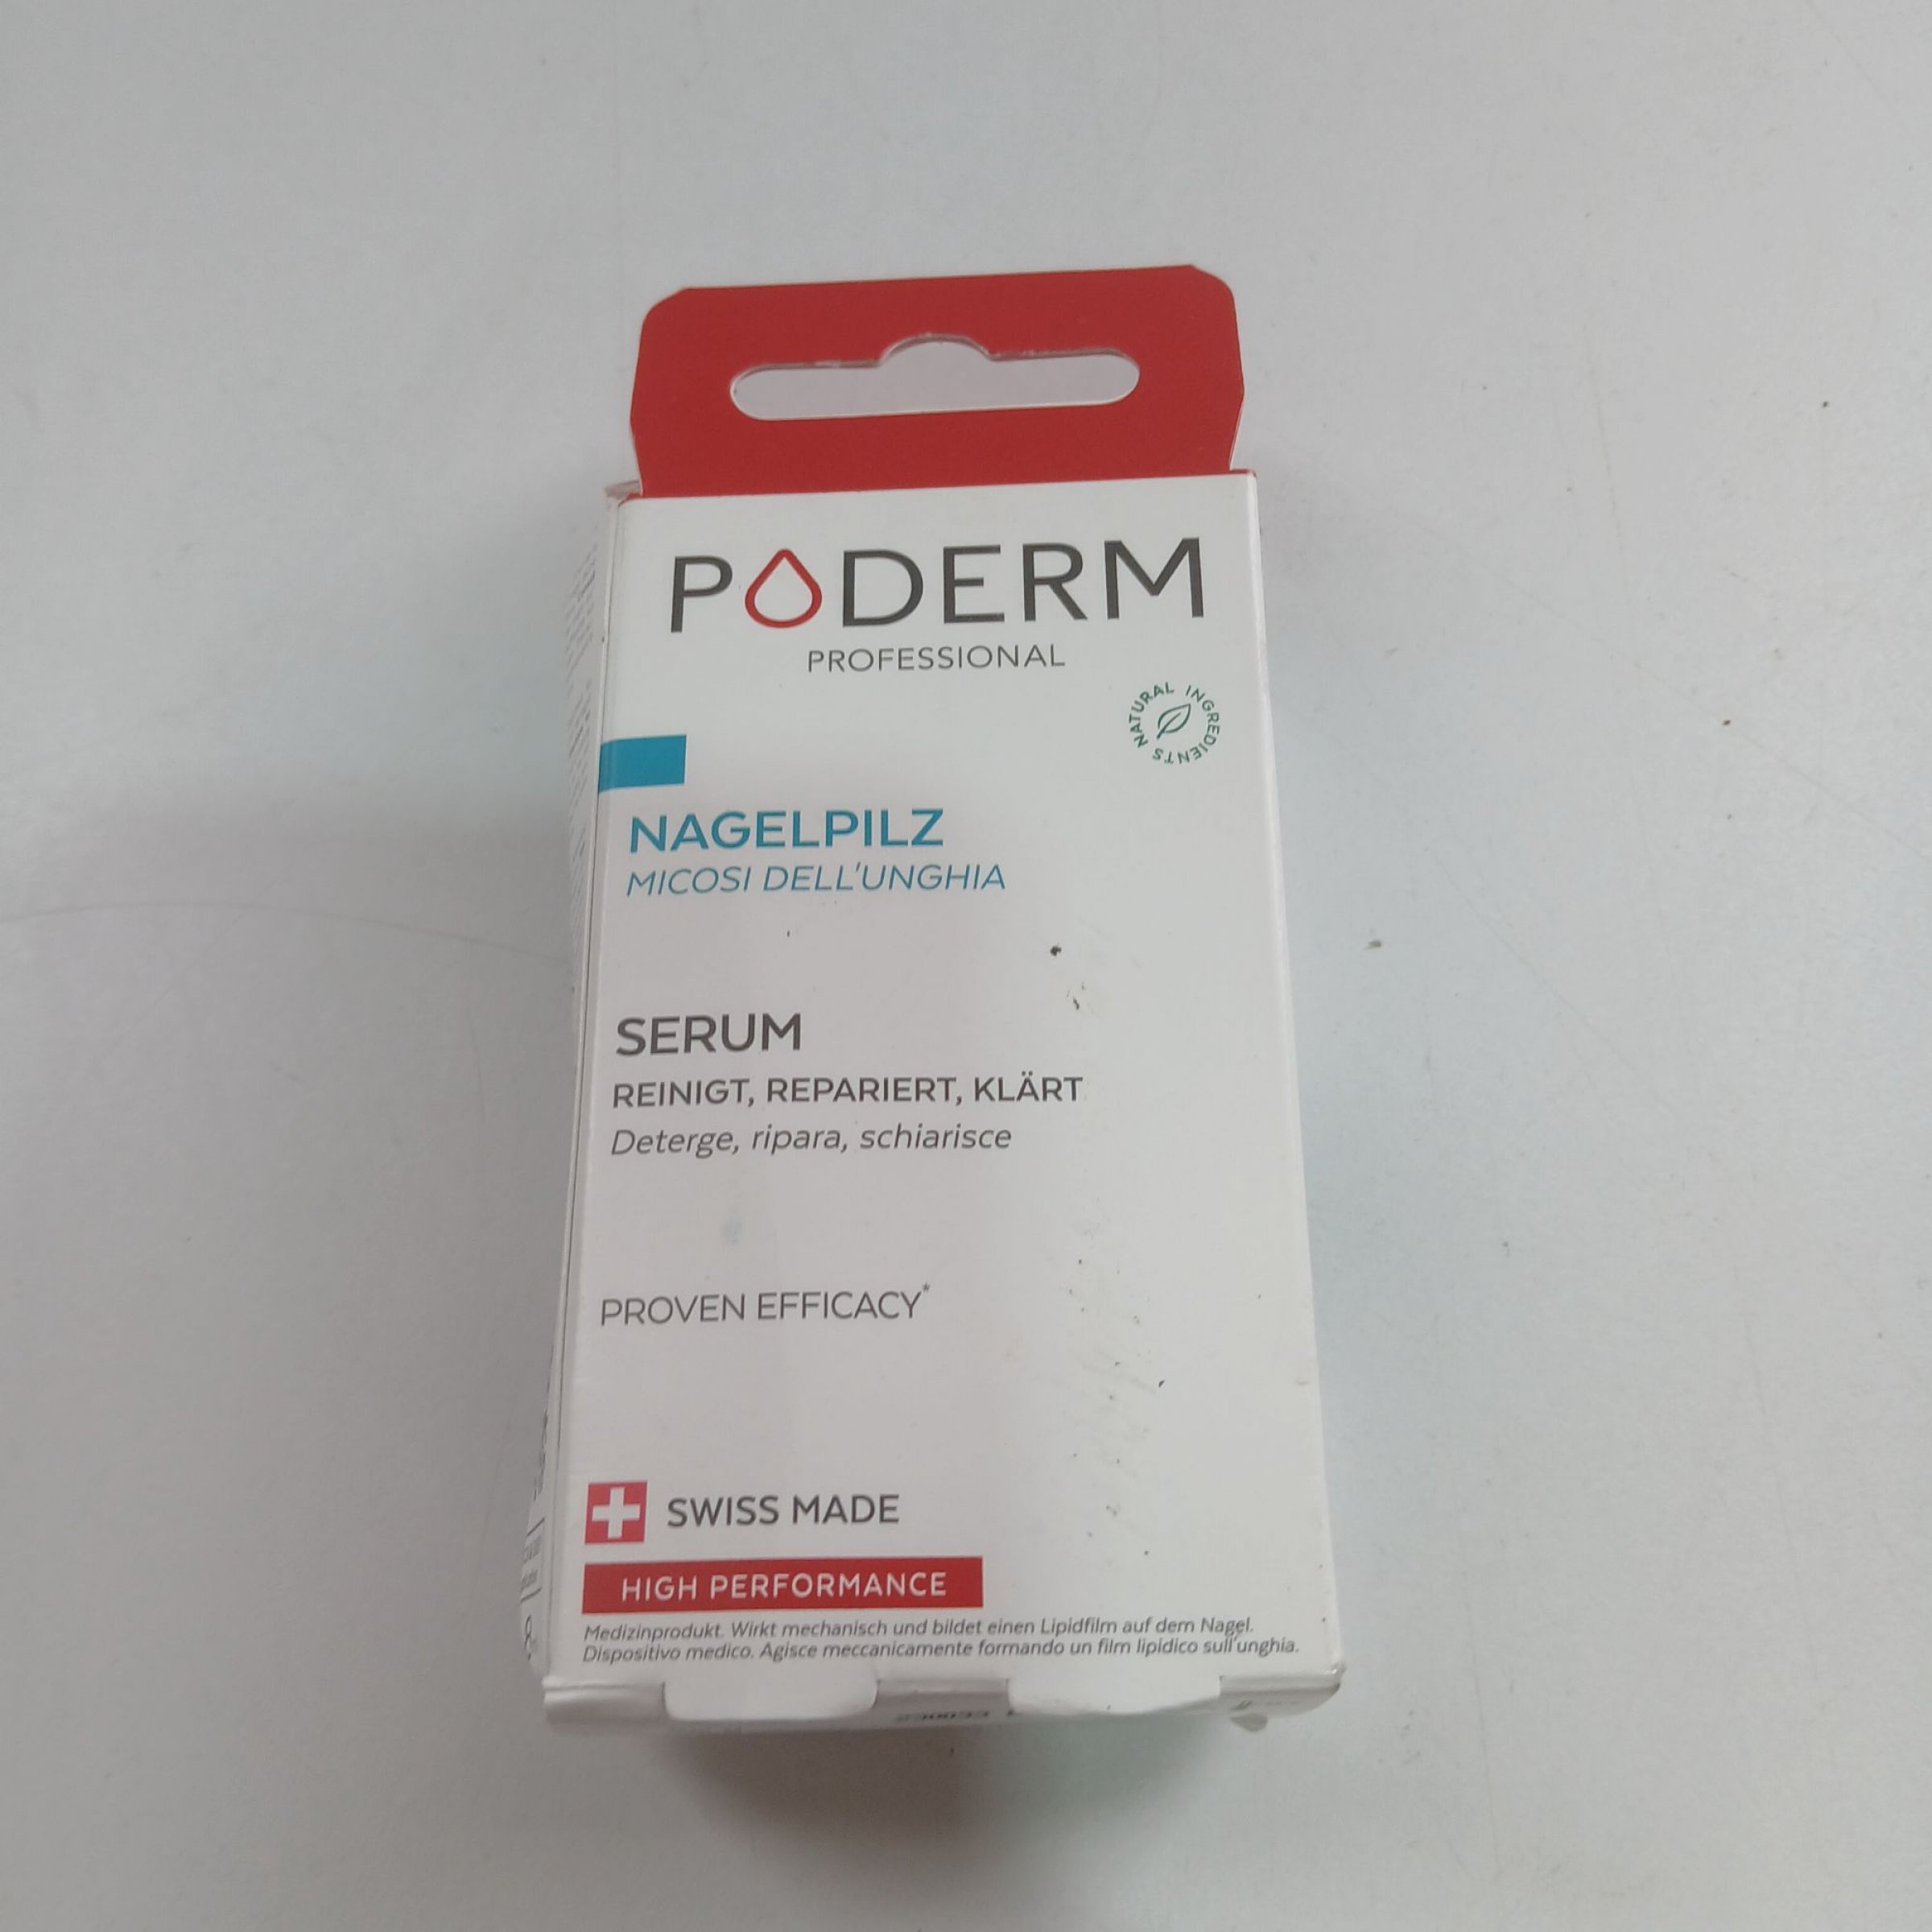 PODERM
PROFESSIONAL
NATURAL INGREDIENTS
NAGELPILZ
MICOSI DELL'UNGHIA
SERUM
REINIGT, REPARIERT, KLÄRT
Deterge, ripara, schiarisce
PROVEN EFFICACY*
SWISS MADE
HIGH PERFORMANCE
Medizinprodukt. Wirkt mechanisch und bildet einen Lipidfilm auf dem Nagel.
Dispositivo medico. Agisce meccanicamente formando un film lipidico sull'unghia.